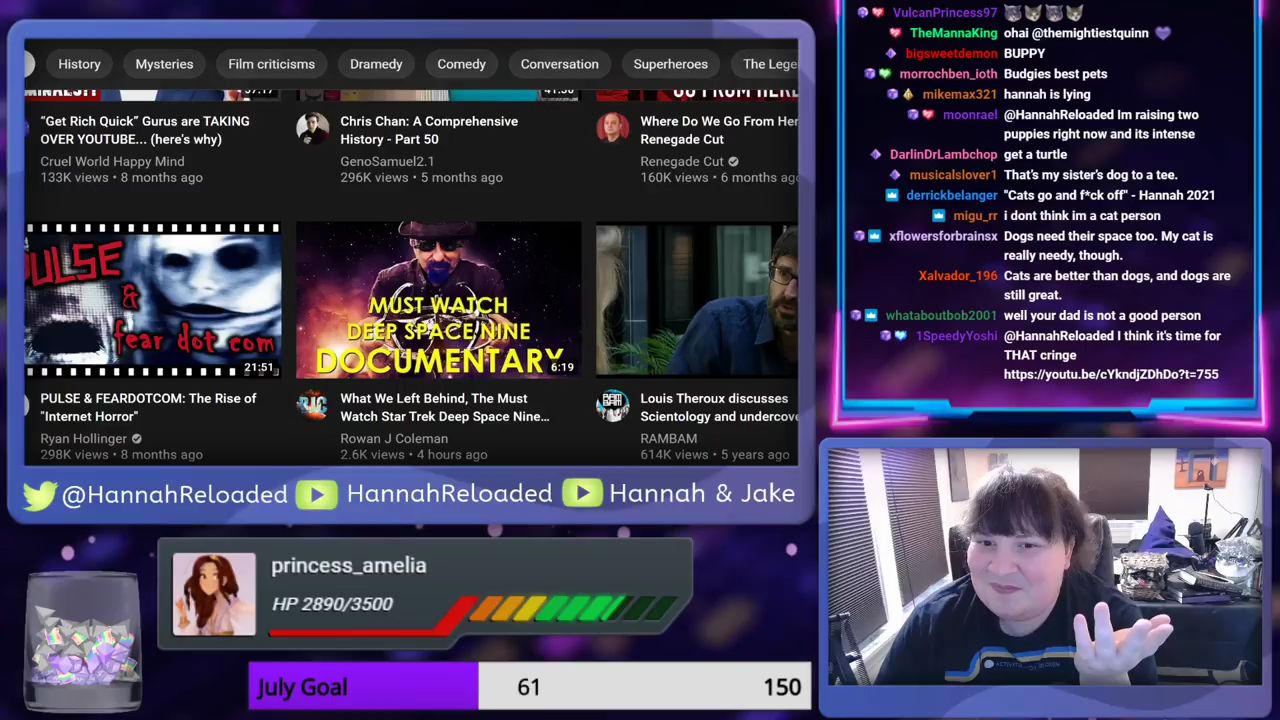 History
Mysteries
Film criticisms
Dramedy
Comedy
Conversation
Superheroes
The Lege
37:17
41:50
"Get Rich Quick" Gurus are TAKING
OVER YOUTUBE... (here's why)
Cruel World Happy Mind
133K views • 8 months ago
Chris Chan: A Comprehensive
History - Part 50
GenoSamuel2.1
296K views • 5 months ago
Where Do We Go From Her
Renegade Cut
Renegade Cut
160K views • 6 months ag
PULSE
&
fear dot com
21:51
MUST WATCH
DEEP SPACE NINE
DOCUMENTARY
6:19
PULSE & FEARDOTCOM: The Rise of
"Internet Horror"
Ryan Hollinger
298K views • 8 months ago
What We Left Behind, The Must
Watch Star Trek Deep Space Nine...
Rowan J Coleman
2.6K views • 4 hours ago
RAM
BAM
Louis Theroux discusses
Scientology and undercove
RAMBAM
614K views • 5 years ago
@HannahReloaded
HannahReloaded
Hannah & Jake
princess_amelia
HP 2890/3500
July Goal
61
150
VulcanPrincess97
TheMannaKing ohai @themightiestquinn
bigsweetdemon BUPPY
morrochben_ioth Budgies best pets
mikemax321 hannah is lying
moonrael @HannahReloaded Im raising two
puppies right now and its intense
DarlinDrLambchop get a turtle
musicalslover1 That's my sister's dog to a tee.
derrickbelanger "Cats go and f*ck off" - Hannah 2021
migu_rr i dont think im a cat person
xflowersforbrainsx Dogs need their space too. My cat is
really needy, though.
Xalvador_196 Cats are better than dogs, and dogs are
still great.
whataboutbob2001 well your dad is not a good person
1SpeedyYoshi @HannahReloaded I think it's time for
THAT cringe
https://youtu.be/cYkndjZDhDo?t=755